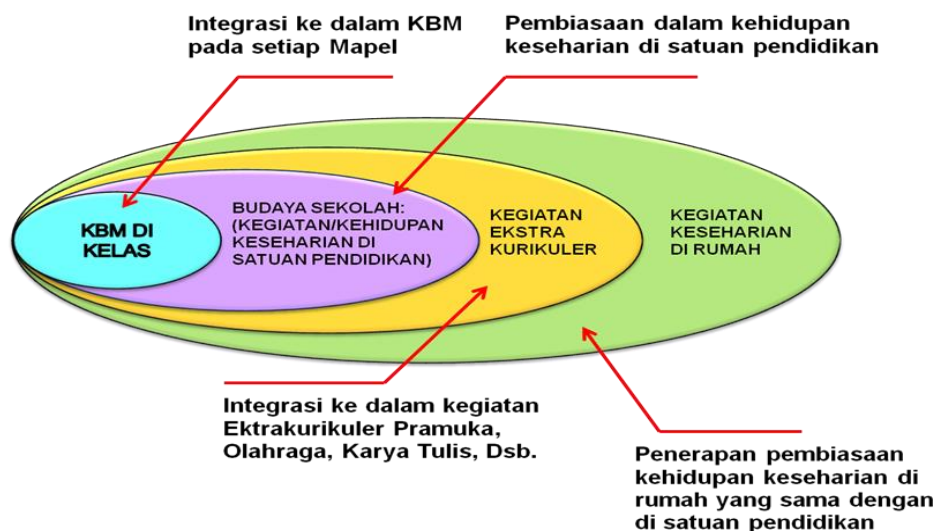 Integrasi ke dalam KBM
pada setiap Mapel
Pembiasaan dalam kehidupan
keseharian di satuan pendidikan
KBM DI
KELAS
BUDAYA SEKOLAH:
(KEGIATAN/KEHIDUPAN
KESEHARIAN DI
SATUAN PENDIDIKAN)
KEGIATAN
EKSTRA
KURIKULER
KEGIATAN
KESEHARIAN
DI RUMAH
Integrasi ke dalam kegiatan
Ektrakurikuler Pramuka,
Olahraga, Karya Tulis, Dsb.
Penerapan pembiasaan
kehidupan keseharian di
rumah yang sama dengan
di satuan pendidikan